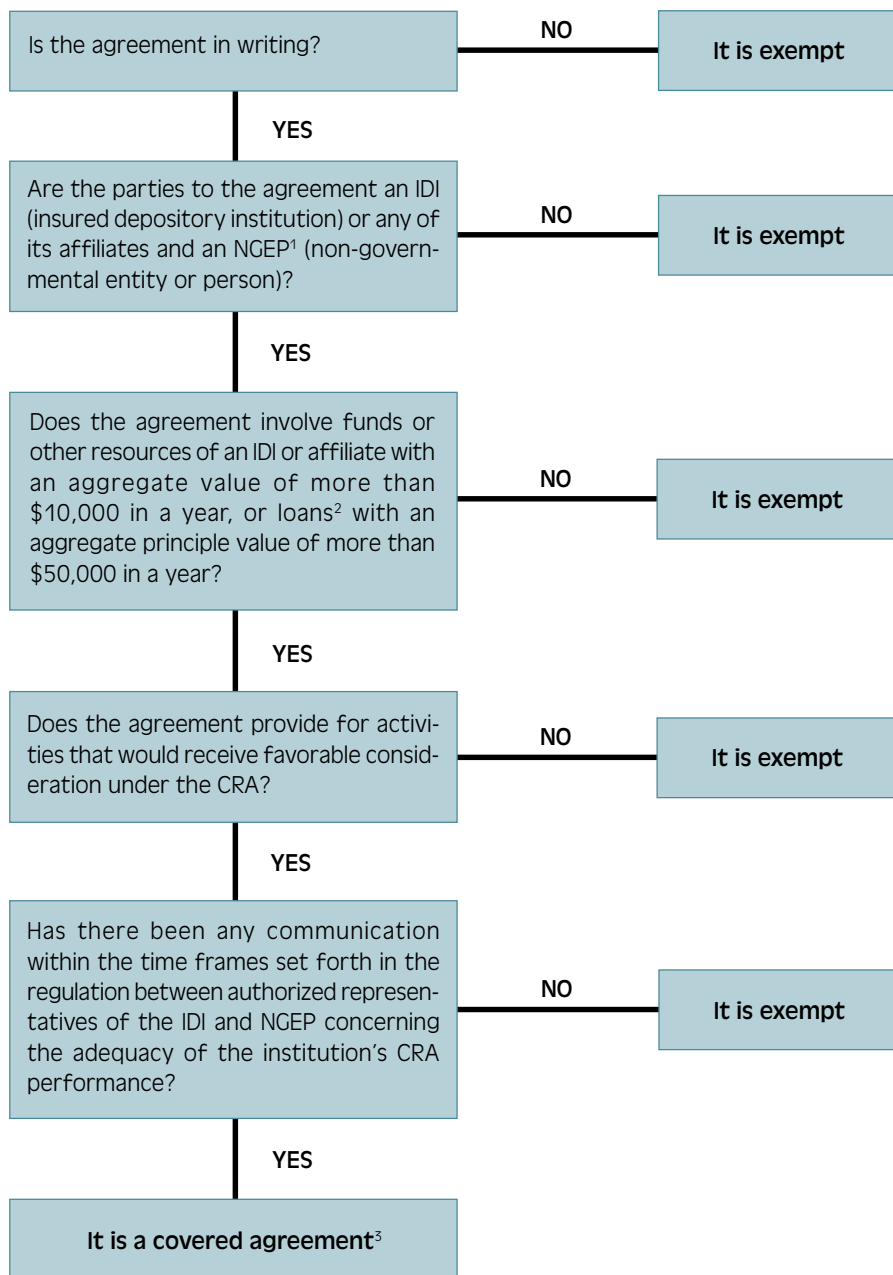 Is the agreement in writing?
NO
It is exempt
YES
Are the parties to the agreement an IDI
(insured depository institution) or any of
its affiliates and an NGEP¹ (non-govern-
mental entity or person)?
NO
It is exempt
YES
Does the agreement involve funds or
other resources of an IDI or affiliate with
an aggregate value of more than
$10,000 in a year, or loans² with an
aggregate principle value of more than
$50,000 in a year?
NO
It is exempt
YES
Does the agreement provide for activi-
ties that would receive favorable consid-
eration under the CRA?
NO
It is exempt
YES
Has there been any communication
within the time frames set forth in the
regulation between authorized represen-
tatives of the IDI and NGEP concerning
the adequacy of the institution’s CRA
performance?
NO
It is exempt
YES
It is a covered agreement³